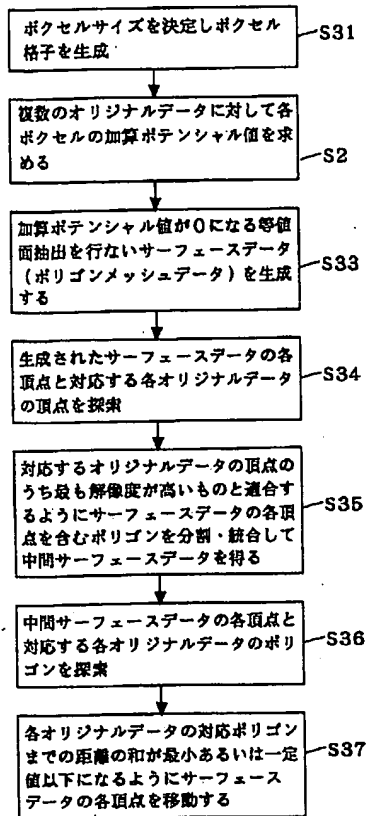 ボクセルサイズを決定しボクセル
格子を生成
S31
複数のオリジナルデータに対して各
ボクセルの加算ポテンシャル値を求
める
S2
加算ポテンシャル値が0になる等値
面抽出を行ないサーフェースデータ
(ポリゴンメッシュデータ)を生成
する
S33
生成されたサーフェースデータの各
頂点と対応する各オリジナルデータ
の頂点を探索
S34
対応するオリジナルデータの頂点の
うち最も解像度が高いものと適合す
るようにサーフェースデータの各頂
点を含むポリゴンを分割・統合して
中間サーフェースデータを得る
S35
中間サーフェースデータの各頂点と
対応する各オリジナルデータのポリ
ゴンを探索
S36
各オリジナルデータの対応ポリゴン
までの距離の和が最小あるいは一定
値以下になるようにサーフェース
データの各頂点を移動する
S37